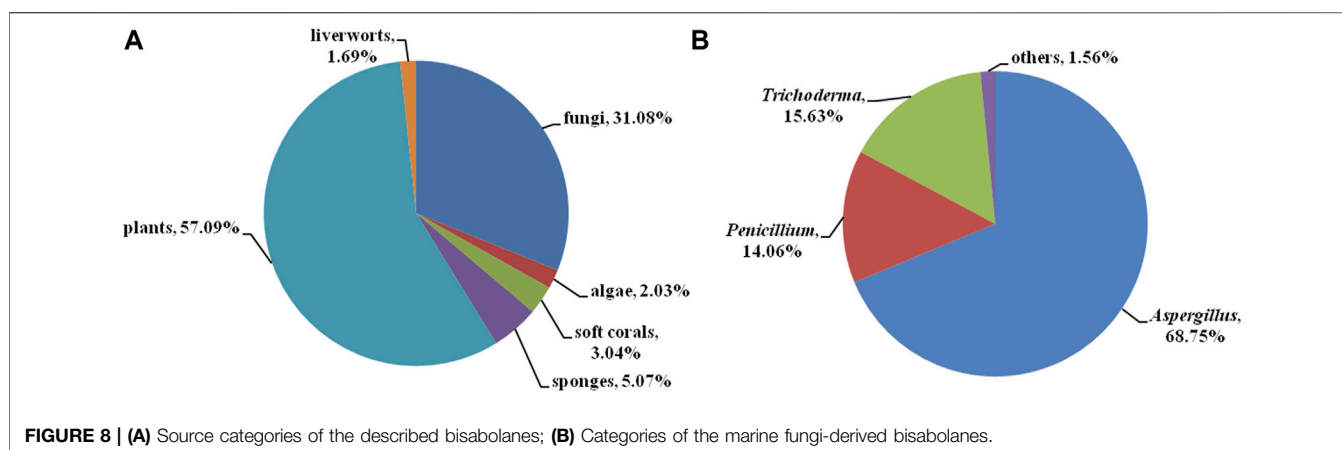 A
liverworts,
1.69%
fungi, 31.08%
plants, 57.09%
algae, 2.03%
soft corals,
3.04%
sponges, 5.07%
B
others, 1.56%
Trichoderma,
15.63%
Penicillium,
14.06%
Aspergillus,
68.75%
FIGURE 8 | (A) Source categories of the described bisabolanes; (B) Categories of the marine fungi-derived bisabolanes.